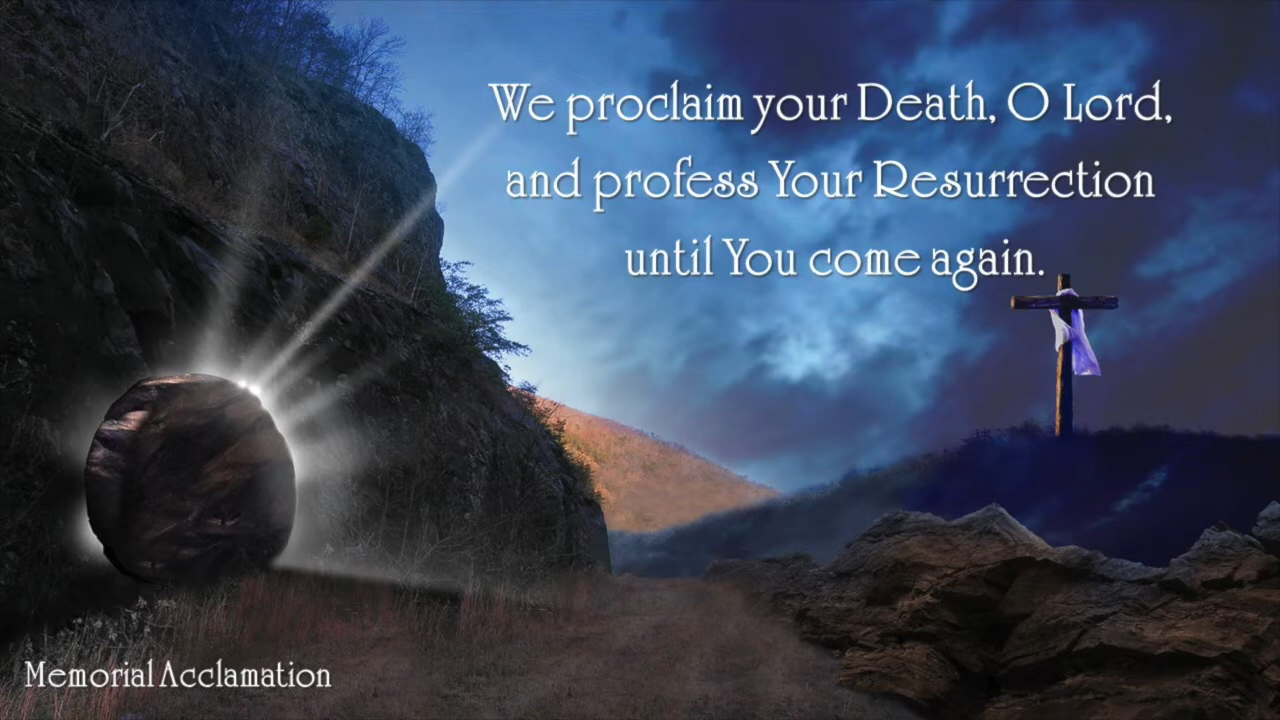 We proclaim your Death, O Lord,
and profess Your Resurrection
until You come again.
Memorial Acclamation